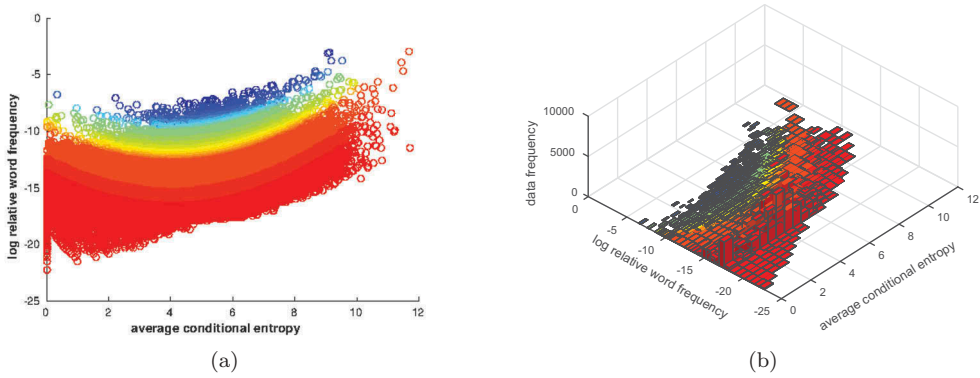 0
-5
-10
-15
-20
-25
log relative word frequency
0 2 4 6 8 10 12
average conditional entropy
(a)
10000
5000
0
data frequency
0
-5
-10
-15
-20
-25
log relative word frequency
0
2
4
6
8
10
12
average conditional entropy
(b)